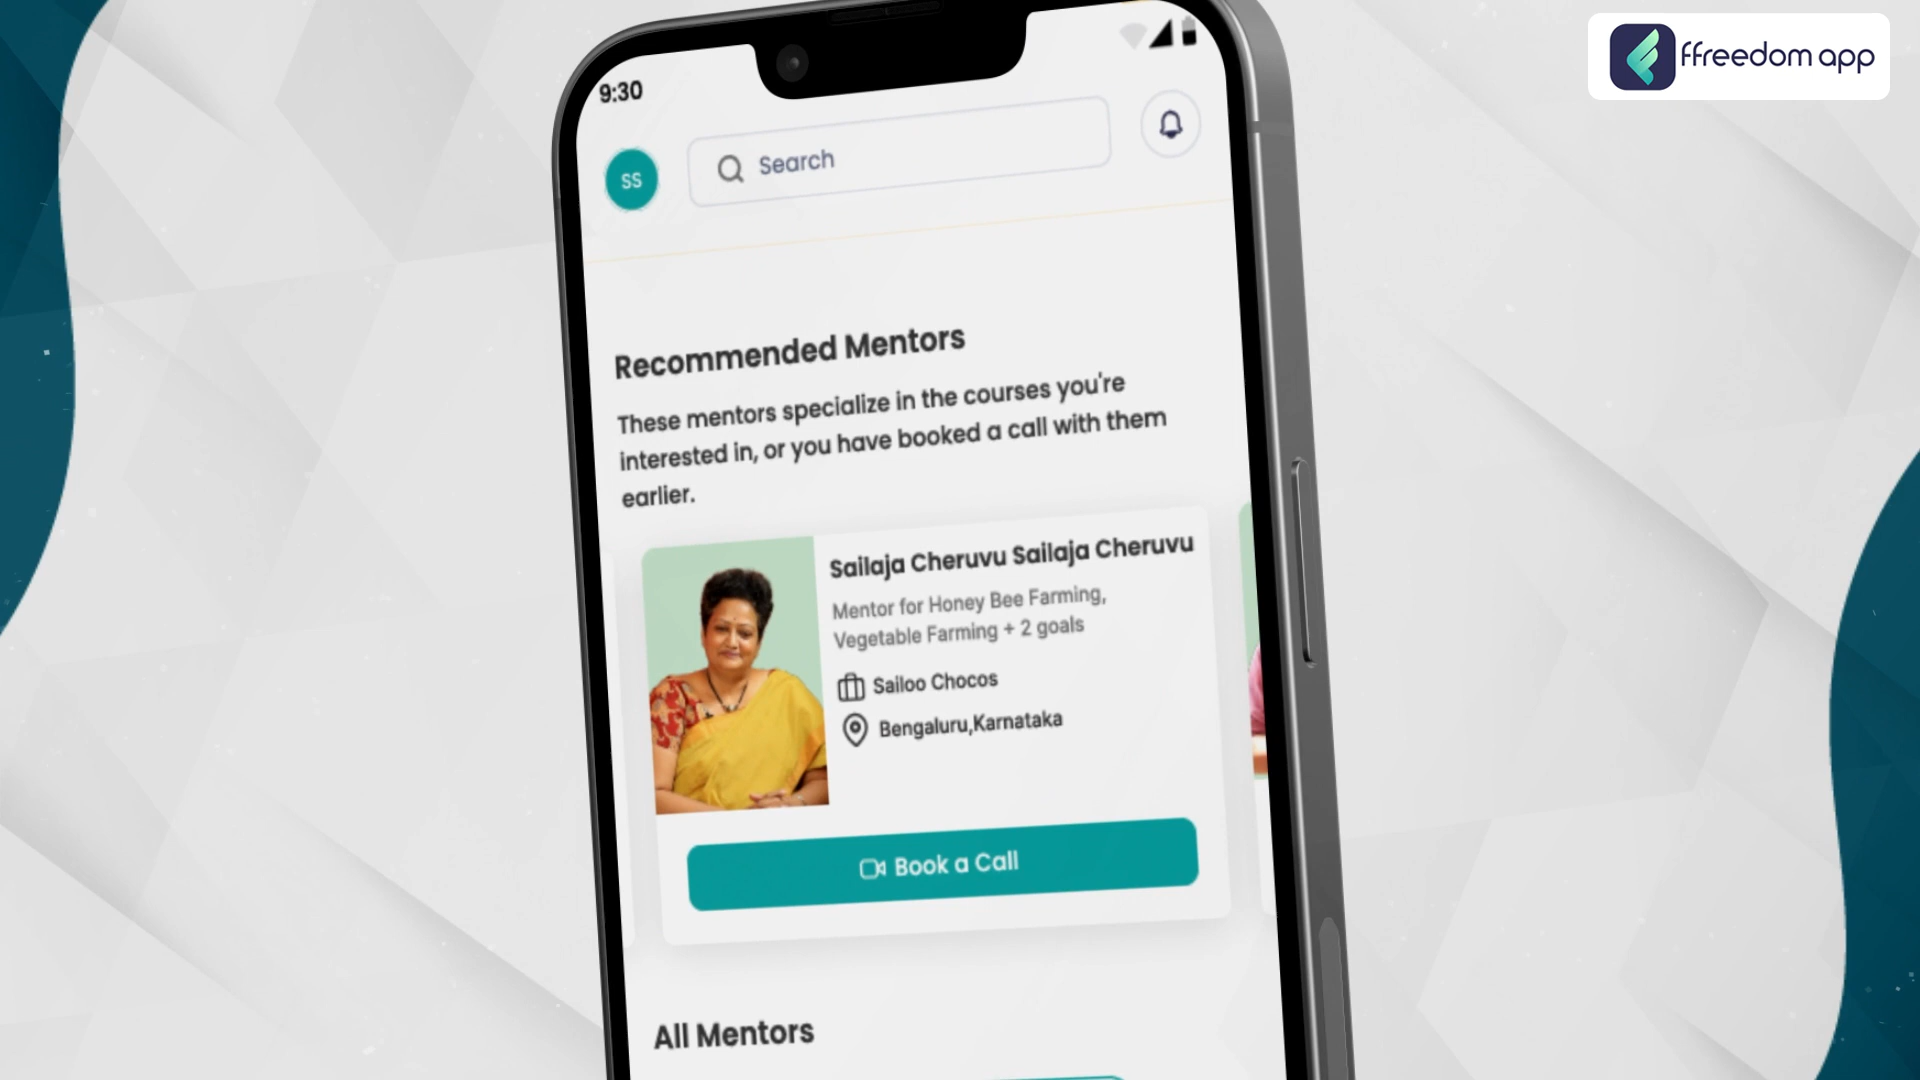 ffreedom app
9:30
SS
Search
Recommended Mentors
These mentors specialize in the courses you're
interested in, or you have booked a call with them
earlier.
Sailaja Cheruvu Sailaja Cheruvu
Mentor for Honey Bee Farming,
Vegetable Farming + 2 goals
Sailoo Chocos
Bengaluru,Karnataka
Book a Call
All Mentors